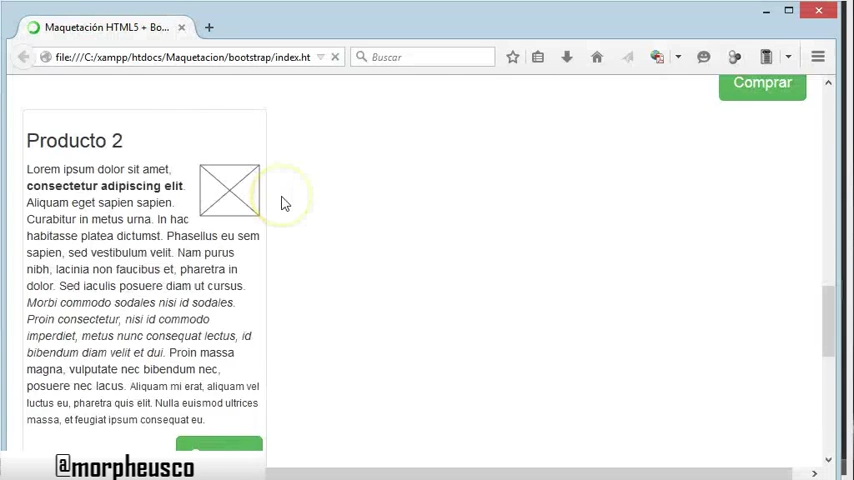 Maquetación HTML5 + Bo...
file:///C:/xampp/htdocs/Maquetacion/bootstrap/index.ht
Buscar
Comprar
Producto 2
Lorem ipsum dolor sit amet,
consectetur adipiscing elit.
Aliquam eget sapien sapien.
Curabitur in metus urna. In hac
habitasse platea dictumst. Phasellus eu sem
sapien, sed vestibulum velit. Nam purus
nibh, lacinia non faucibus et, pharetra in
dolor. Sed iaculis posuere diam ut cursus.
Morbi commodo sodales nisi id sodales.
Proin consectetur, nisi id commodo
imperdiet, metus nunc consequat lectus, id
bibendum diam velit et dui. Proin massa
magna, vulputate nec bibendum nec,
posuere nec lacus. Aliquam mi erat, aliquam vel
luctus eu, pharetra quis elit. Nulla euismod ultrices
massa, et feugiat ipsum consequat eu.
@morpheusco